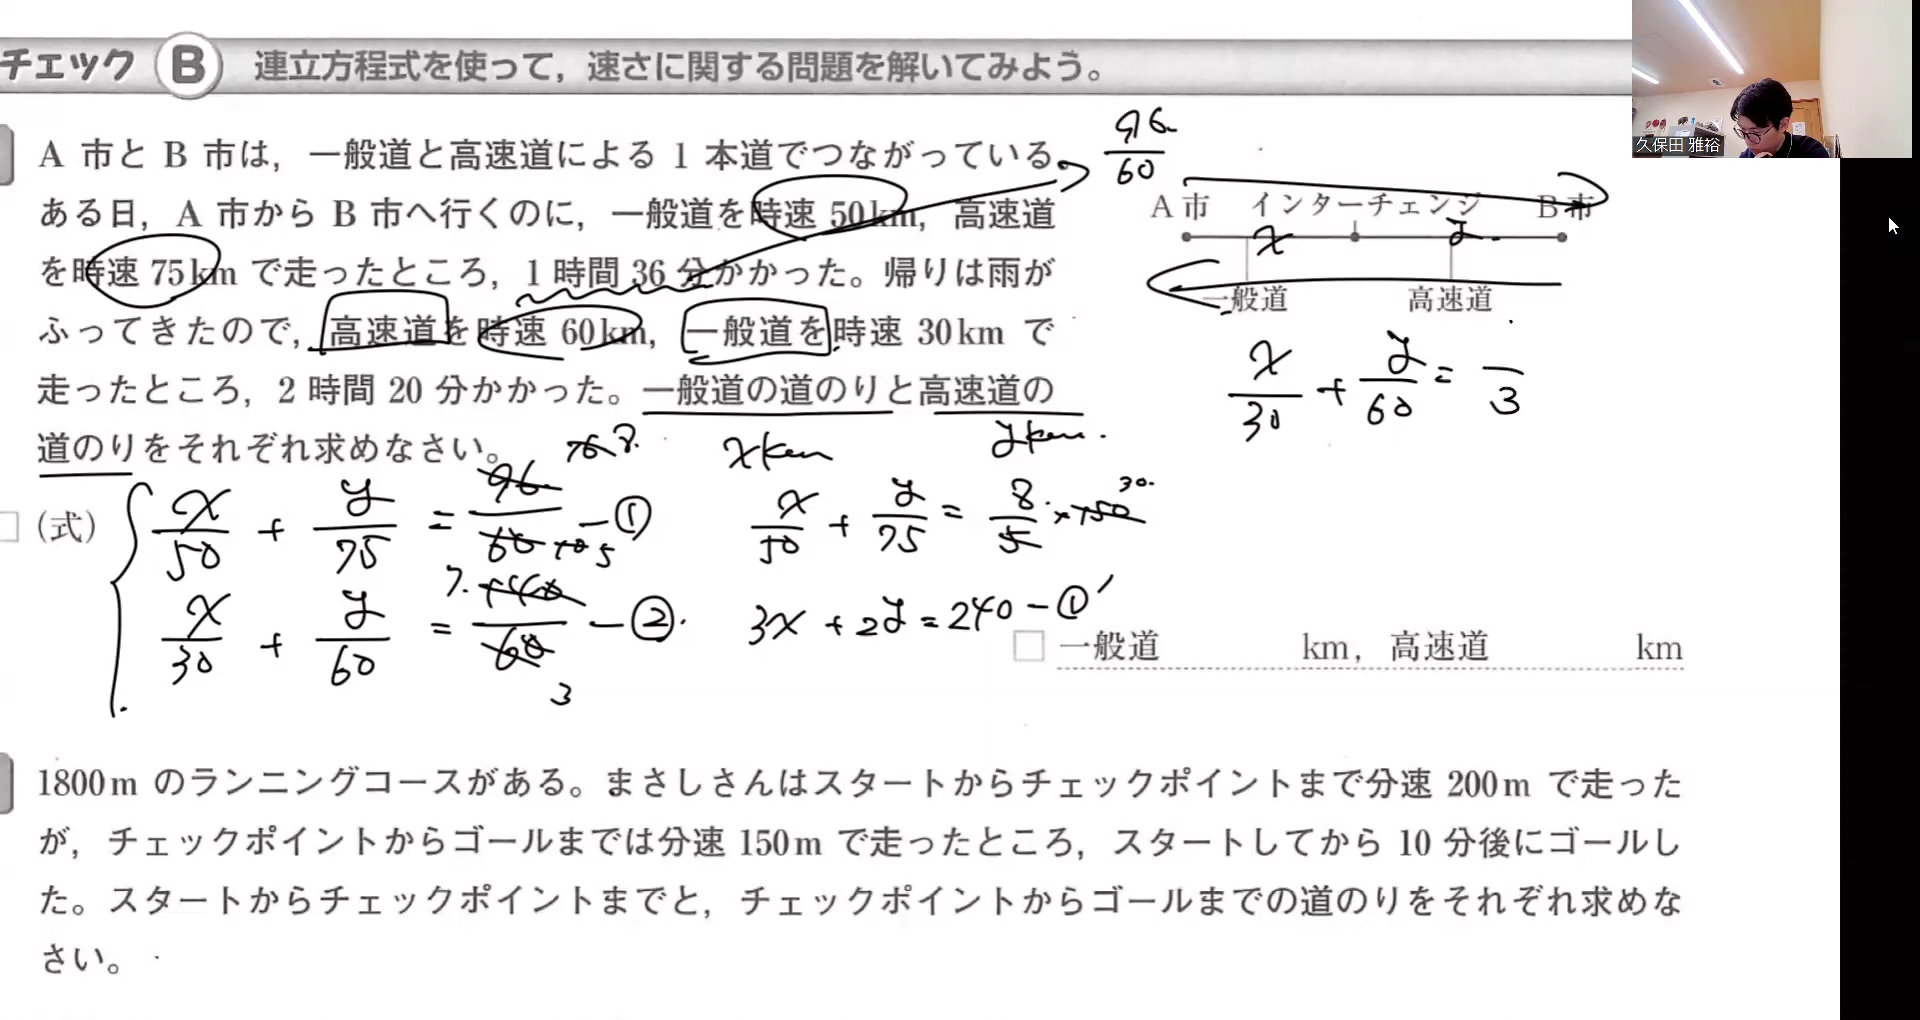 チェック B 連立方程式を使って，速さに関する問題を解いてみよう。
久保田 雅裕
A 市と B 市は，一般道と高速道による 1 本道でつながっている。
ある日，A 市から B 市へ行くのに，一般道を時速 50km，高速道
を時速 75km で走ったところ，1 時間 36 分かかった。帰りは雨が
ふってきたので，高速道を時速 60km，一般道を時速 30km で
走ったところ，2 時間 20 分かかった。一般道の道のりと高速道の
道のりをそれぞれ求めなさい。
96/60
A 市 インターチェンジ B 市
x y
一般道 高速道
x/30 + y/60 = /3
xkm ykm
(式) x/50 + y/75 = 96/60 − ①
8
5
x/30 + y/60 = 140/60 − ②
7
3
x/50 + y/75 = 8/5 ×150
30
3x + 2y = 240 − ①′
一般道 km，高速道 km
1800m のランニングコースがある。まさしさんはスタートからチェックポイントまで分速 200m で走った
が，チェックポイントからゴールまでは分速 150m で走ったところ，スタートしてから 10 分後にゴールし
た。スタートからチェックポイントまでと，チェックポイントからゴールまでの道のりをそれぞれ求めな
さい。